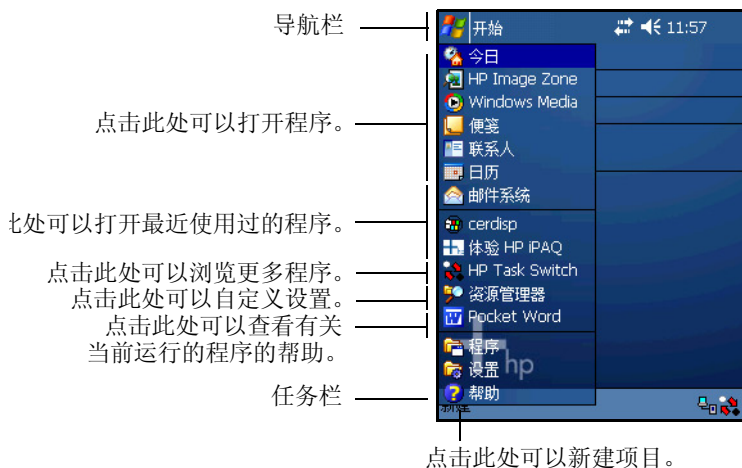 导航栏
开始
11:57
今日
HP Image Zone
Windows Media
点击此处可以打开程序。
便笺
联系人
日历
邮件系统
此处可以打开最近使用过的程序。
cerdisp
体验 HP iPAQ
点击此处可以浏览更多程序。
HP Task Switch
点击此处可以自定义设置。
资源管理器
点击此处可以查看有关
当前运行的程序的帮助。
Pocket Word
程序
hp
设置
任务栏
帮助
新建
点击此处可以新建项目。